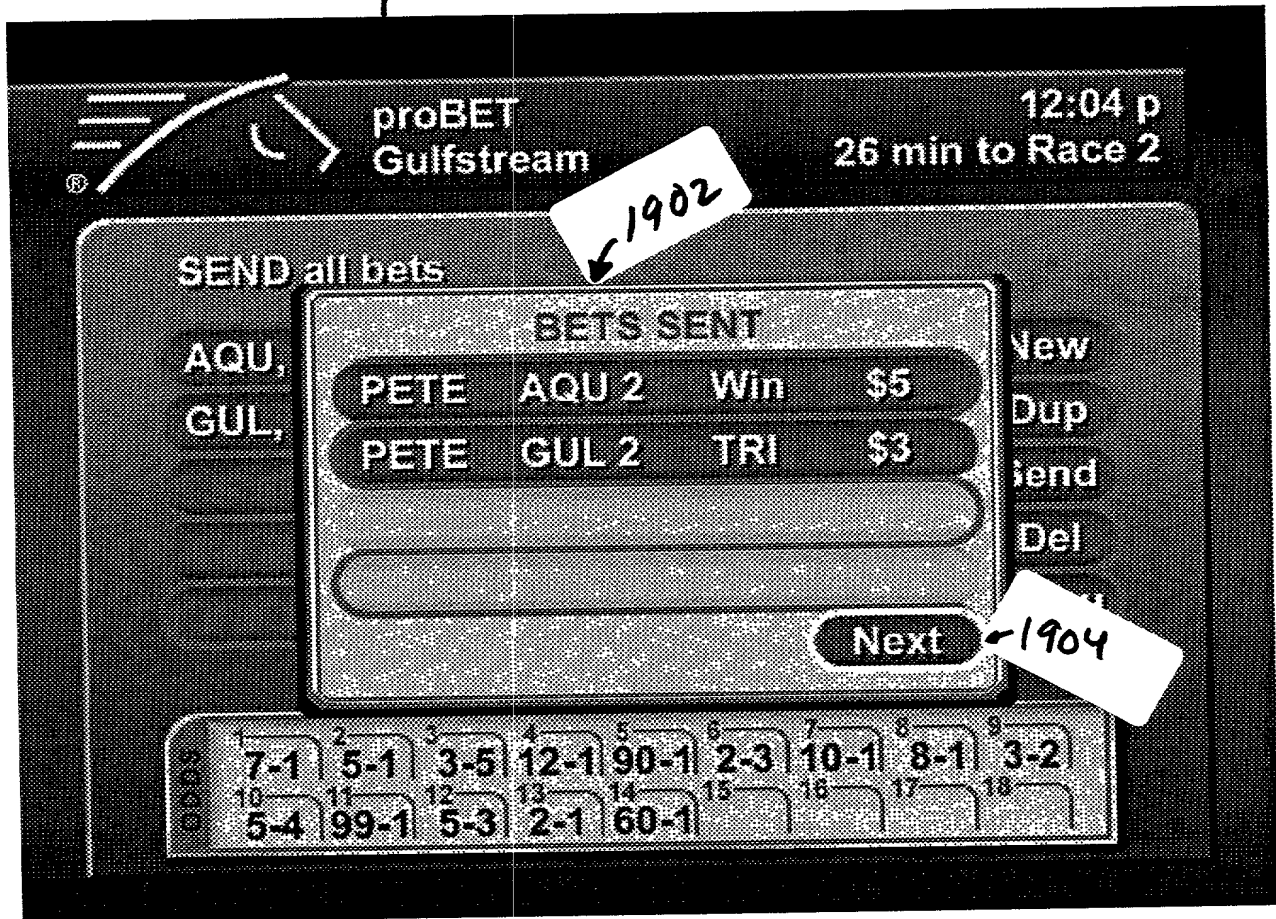 proBET
12:04 p
Gulfstream
26 min to Race 2
®
1902
SEND all bets
BETS SENT
AQU,
New
PETE AQU 2 Win $5
GUL,
Dup
PETE GUL 2 TRI $3
Send
Del
Next
1904
ODDS
1 2 3 4 5 6 7 8 9
7-1 5-1 3-5 12-1 90-1 2-3 10-1 8-1 3-2
10 11 12 13 14 15 16 17 18
5-4 99-1 5-3 2-1 60-1